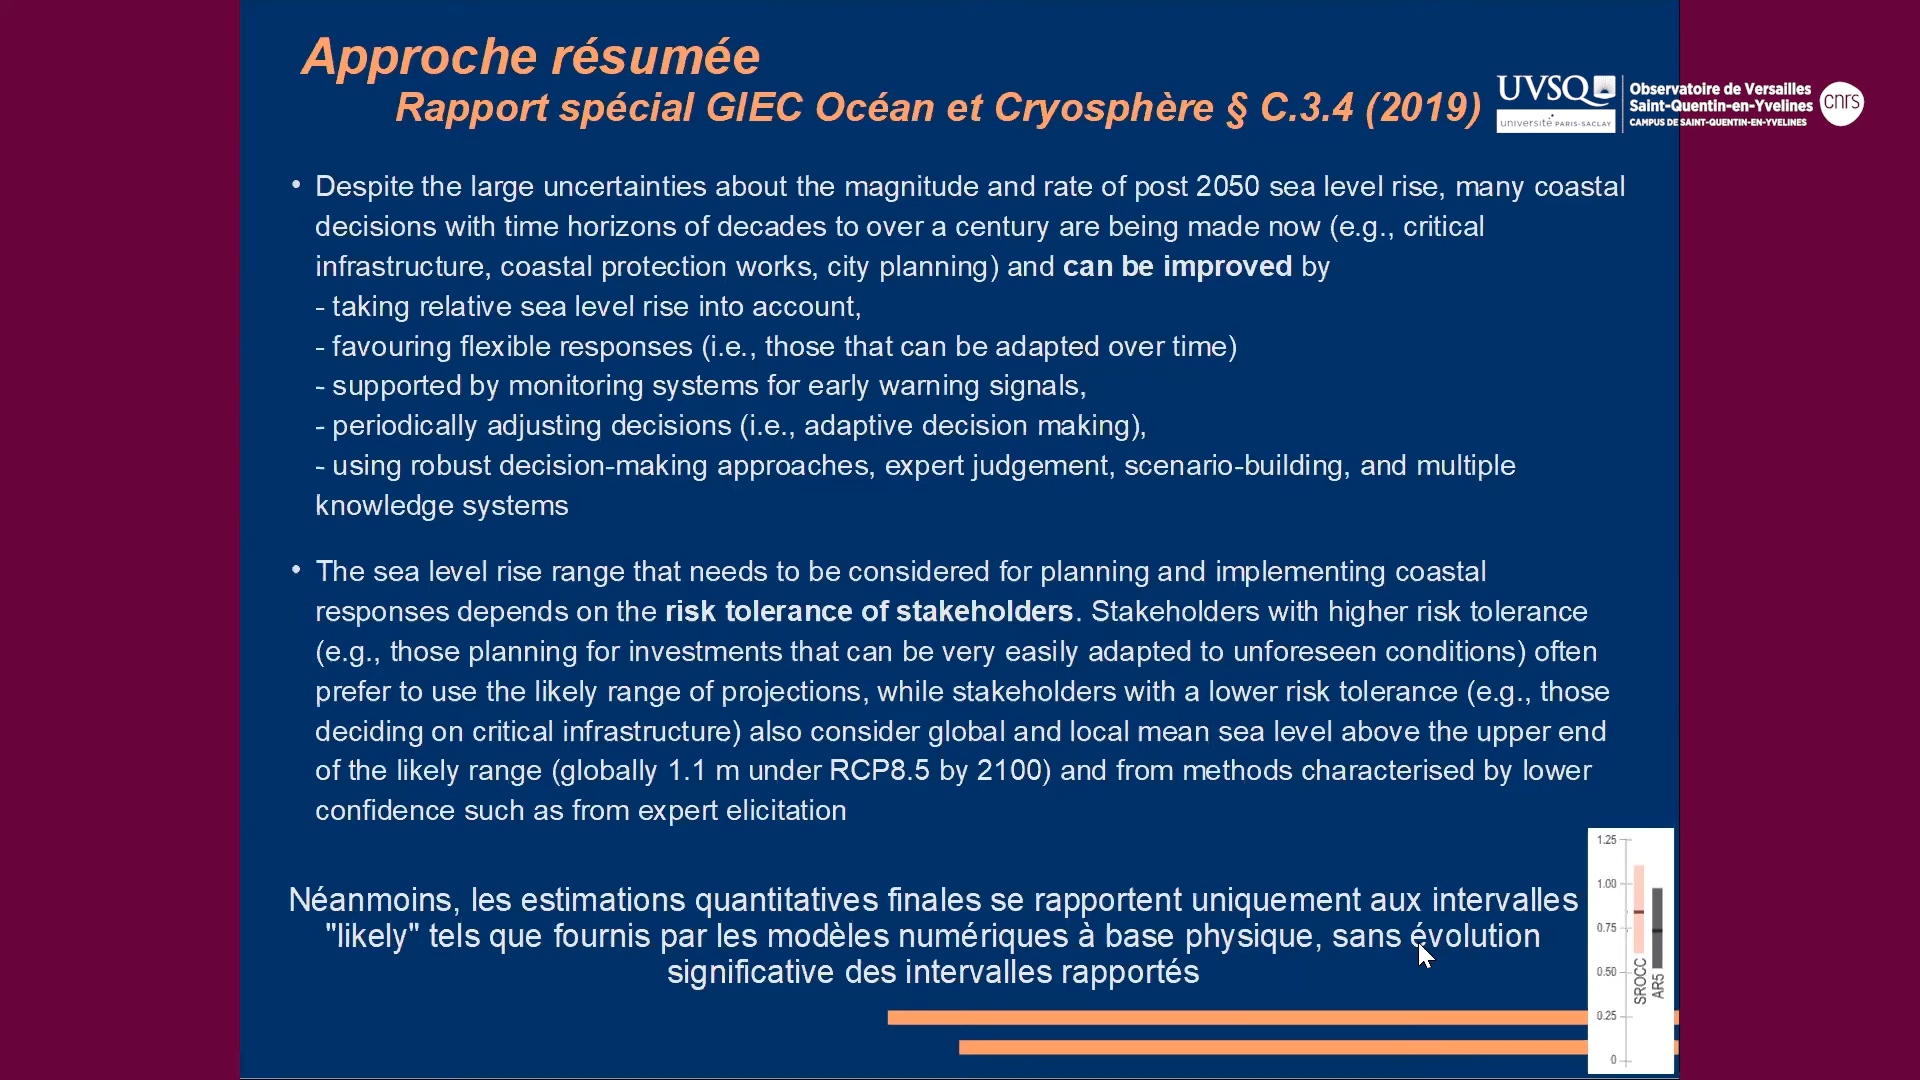 Approche résumée
Rapport spécial GIEC Océan et Cryosphère § C.3.4 (2019)
UVSQ
université PARIS-SACLAY
Observatoire de Versailles
Saint-Quentin-en-Yvelines
CAMPUS DE SAINT-QUENTIN-EN-YVELINES
cnrs
• Despite the large uncertainties about the magnitude and rate of post 2050 sea level rise, many coastal
decisions with time horizons of decades to over a century are being made now (e.g., critical
infrastructure, coastal protection works, city planning) and can be improved by
- taking relative sea level rise into account,
- favouring flexible responses (i.e., those that can be adapted over time)
- supported by monitoring systems for early warning signals,
- periodically adjusting decisions (i.e., adaptive decision making),
- using robust decision-making approaches, expert judgement, scenario-building, and multiple
knowledge systems
• The sea level rise range that needs to be considered for planning and implementing coastal
responses depends on the risk tolerance of stakeholders. Stakeholders with higher risk tolerance
(e.g., those planning for investments that can be very easily adapted to unforeseen conditions) often
prefer to use the likely range of projections, while stakeholders with a lower risk tolerance (e.g., those
deciding on critical infrastructure) also consider global and local mean sea level above the upper end
of the likely range (globally 1.1 m under RCP8.5 by 2100) and from methods characterised by lower
confidence such as from expert elicitation
Néanmoins, les estimations quantitatives finales se rapportent uniquement aux intervalles
"likely" tels que fournis par les modèles numériques à base physique, sans évolution
significative des intervalles rapportés
1.25
1.00
0.75
0.50
0.25
0
SROCC
AR5